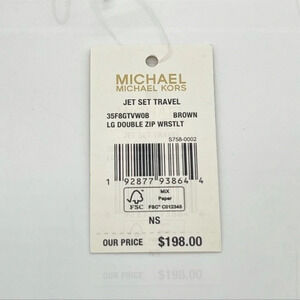 MICHAEL
MICHAEL KORS
JET SET TRAVEL
35F8GTVW0B BROWN
LG DOUBLE ZIP WRSTLT
S758-0002
1 92877 93864 4
FSC
MIX
Paper
FSC® C012345
NS
OUR PRICE $198.00